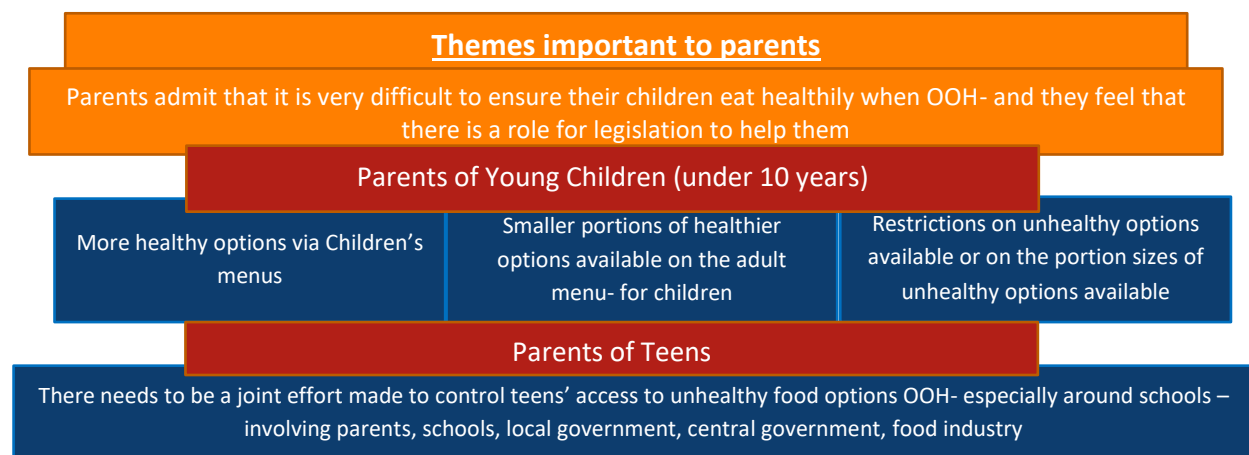 Themes important to parents
Parents admit that it is very difficult to ensure their children eat healthily when OOH- and they feel that
there is a role for legislation to help them
Parents of Young Children (under 10 years)
More healthy options via Children’s
menus
Smaller portions of healthier
options available on the adult
menu- for children
Restrictions on unhealthy options
available or on the portion sizes of
unhealthy options available
Parents of Teens
There needs to be a joint effort made to control teens’ access to unhealthy food options OOH- especially around schools –
involving parents, schools, local government, central government, food industry